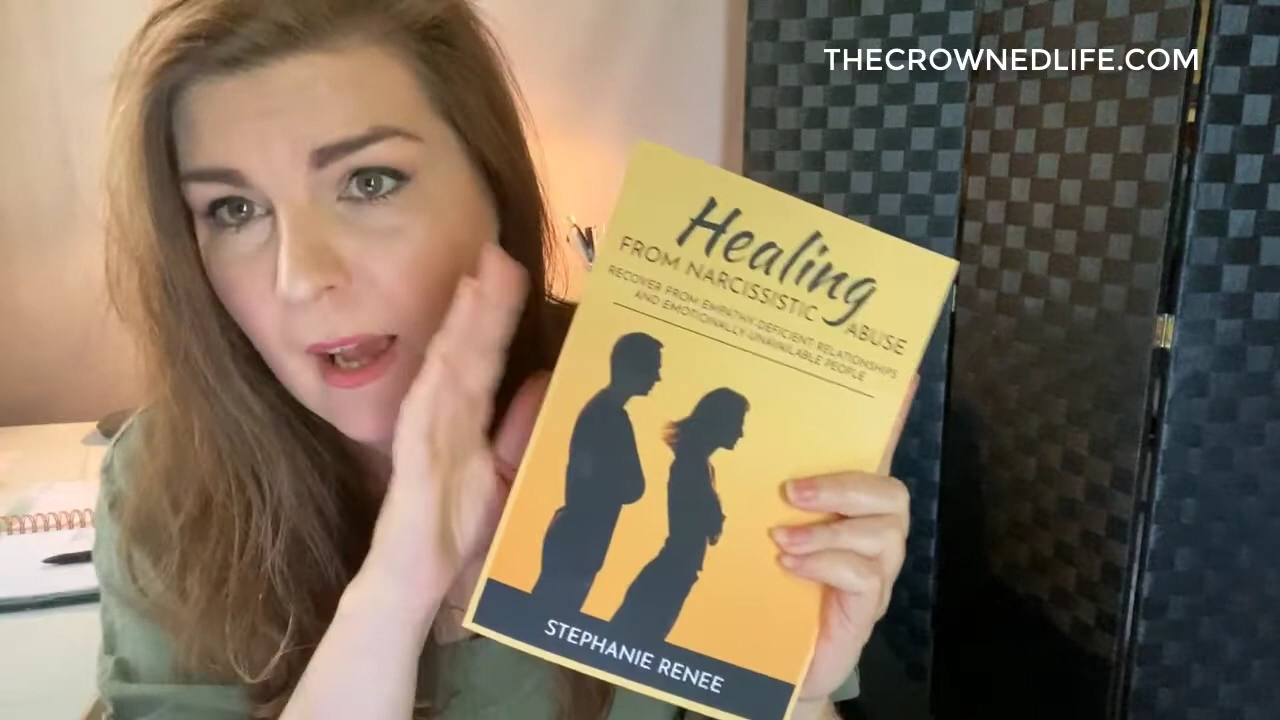 THECROWNEDLIFE.COM
Healing
FROM NARCISSISTIC ABUSE
RECOVER FROM EMPATHY-DEFICIENT RELATIONSHIPS
AND EMOTIONALLY-UNAVAILABLE PEOPLE
STEPHANIE RENEE